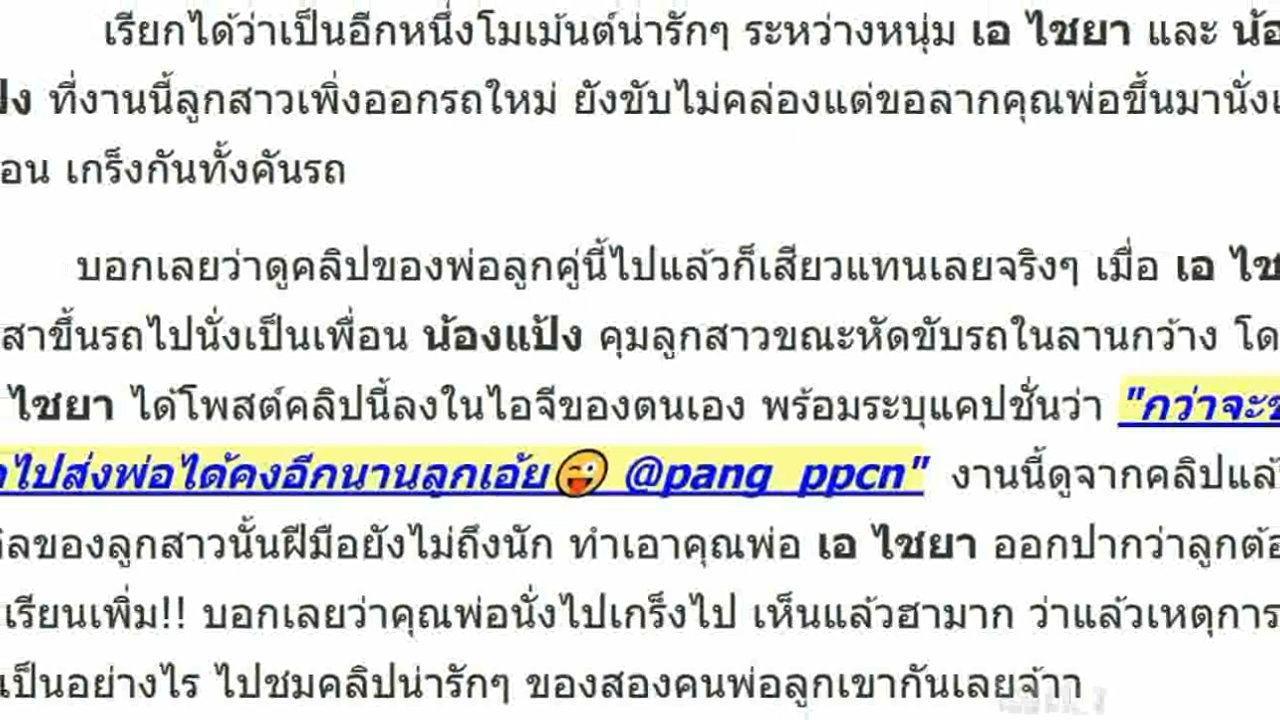 เรียกได้ว่าเป็นอีกหนึ่งโมเม้นต์น่ารักๆ ระหว่างหนุ่ม เอ ไชยา และ
ที่งานนี้ลูกสาวเพิ่งออกรถใหม่ ยังขับไม่คล่องแต่ขอลากคุณพ่อขึ้นมานั่ง
เกร็งกันทั้งคันรถ
บอกเลยว่าดูคลิปของพ่อลูกคู่นี้ไปแล้วก็เสียวแทนเลยจริงๆ เมื่อ เอ
สาขึ้นรถไปนั่งเป็นเพื่อน น้องแป้ง คุมลูกสาวขณะหัดขับรถในลานกว้าง
ไชยา ได้โพสต์คลิปนี้ลงในไอจีของตนเอง พร้อมระบุแคปชั่นว่า "กว่าจะ
ไปส่งพ่อได้คงอีกนานลูกเอ้ย😜 @pang_ppcn" งานนี้ดูจากคลิป
ของลูกสาวนั้นฝีมือยังไม่ถึงนัก ทำเอาคุณพ่อ เอ ไชยา ออกปากว่าลูก
เรียนเพิ่ม!! บอกเลยว่าคุณพ่อนั่งไปเกร็งไป เห็นแล้วฮามาก ว่าแล้วเหตุการ
เป็นอย่างไร ไปชมคลิปน่ารักๆ ของสองคนพ่อลูกเขากันเลยจ้าา